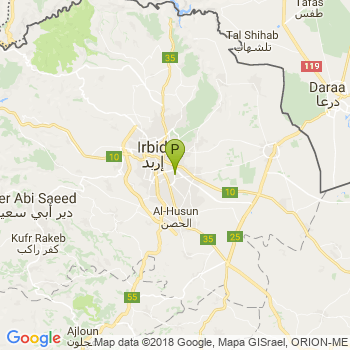 Tafas
طفس
Tal Shihab
تلشهاب
35
119
Daraa
درعا
P
Irbid
إربد
10
10
er Abi Saeed
دير أبي سعيد
Al-Husun
الحصن
Kufr Rakeb
كفر راكب
35
25
55
Ajloun
عجلون
Google
Map data ©2018 Google, Mapa GISrael, ORION-ME